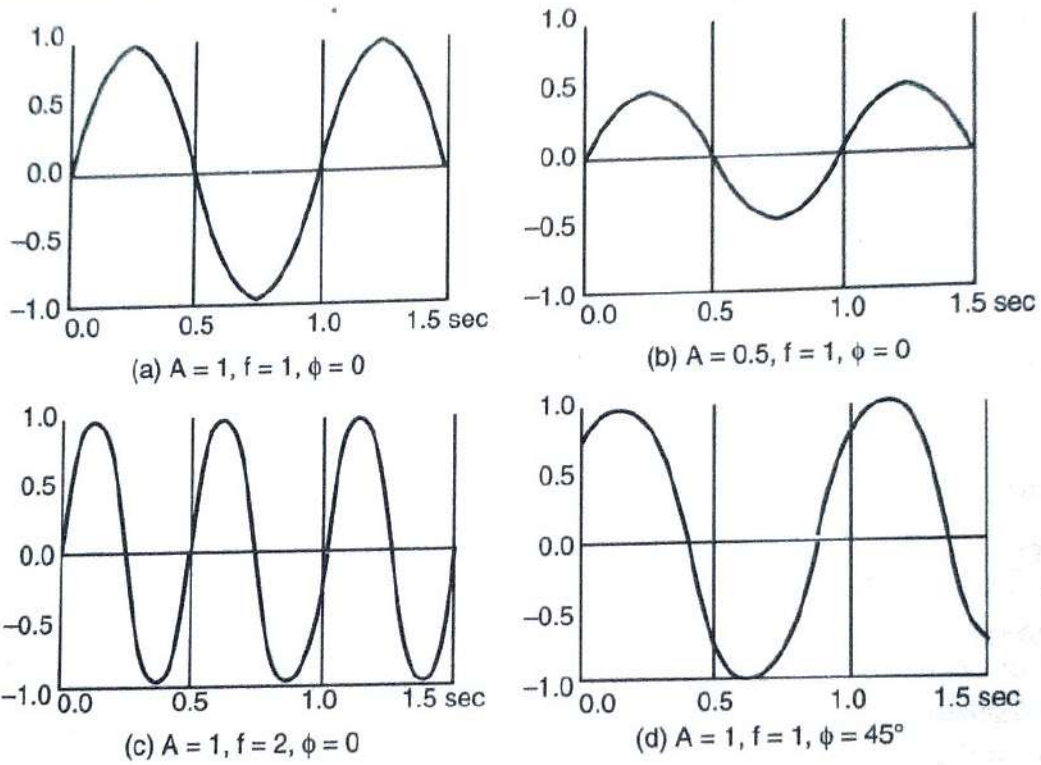 1.0
0.5
0.0
−0.5
−1.0
0.0 0.5 1.0 1.5 sec
(a) A = 1, f = 1, ϕ = 0
1.0
0.5
0.0
−0.5
−1.0
0.0 0.5 1.0 1.5 sec
(b) A = 0.5, f = 1, ϕ = 0
1.0
0.5
0.0
−0.5
−1.0
0.0 0.5 1.0 1.5 sec
(c) A = 1, f = 2, ϕ = 0
1.0
0.5
0.0
−0.5
−1.0
0.0 0.5 1.0 1.5 sec
(d) A = 1, f = 1, ϕ = 45°